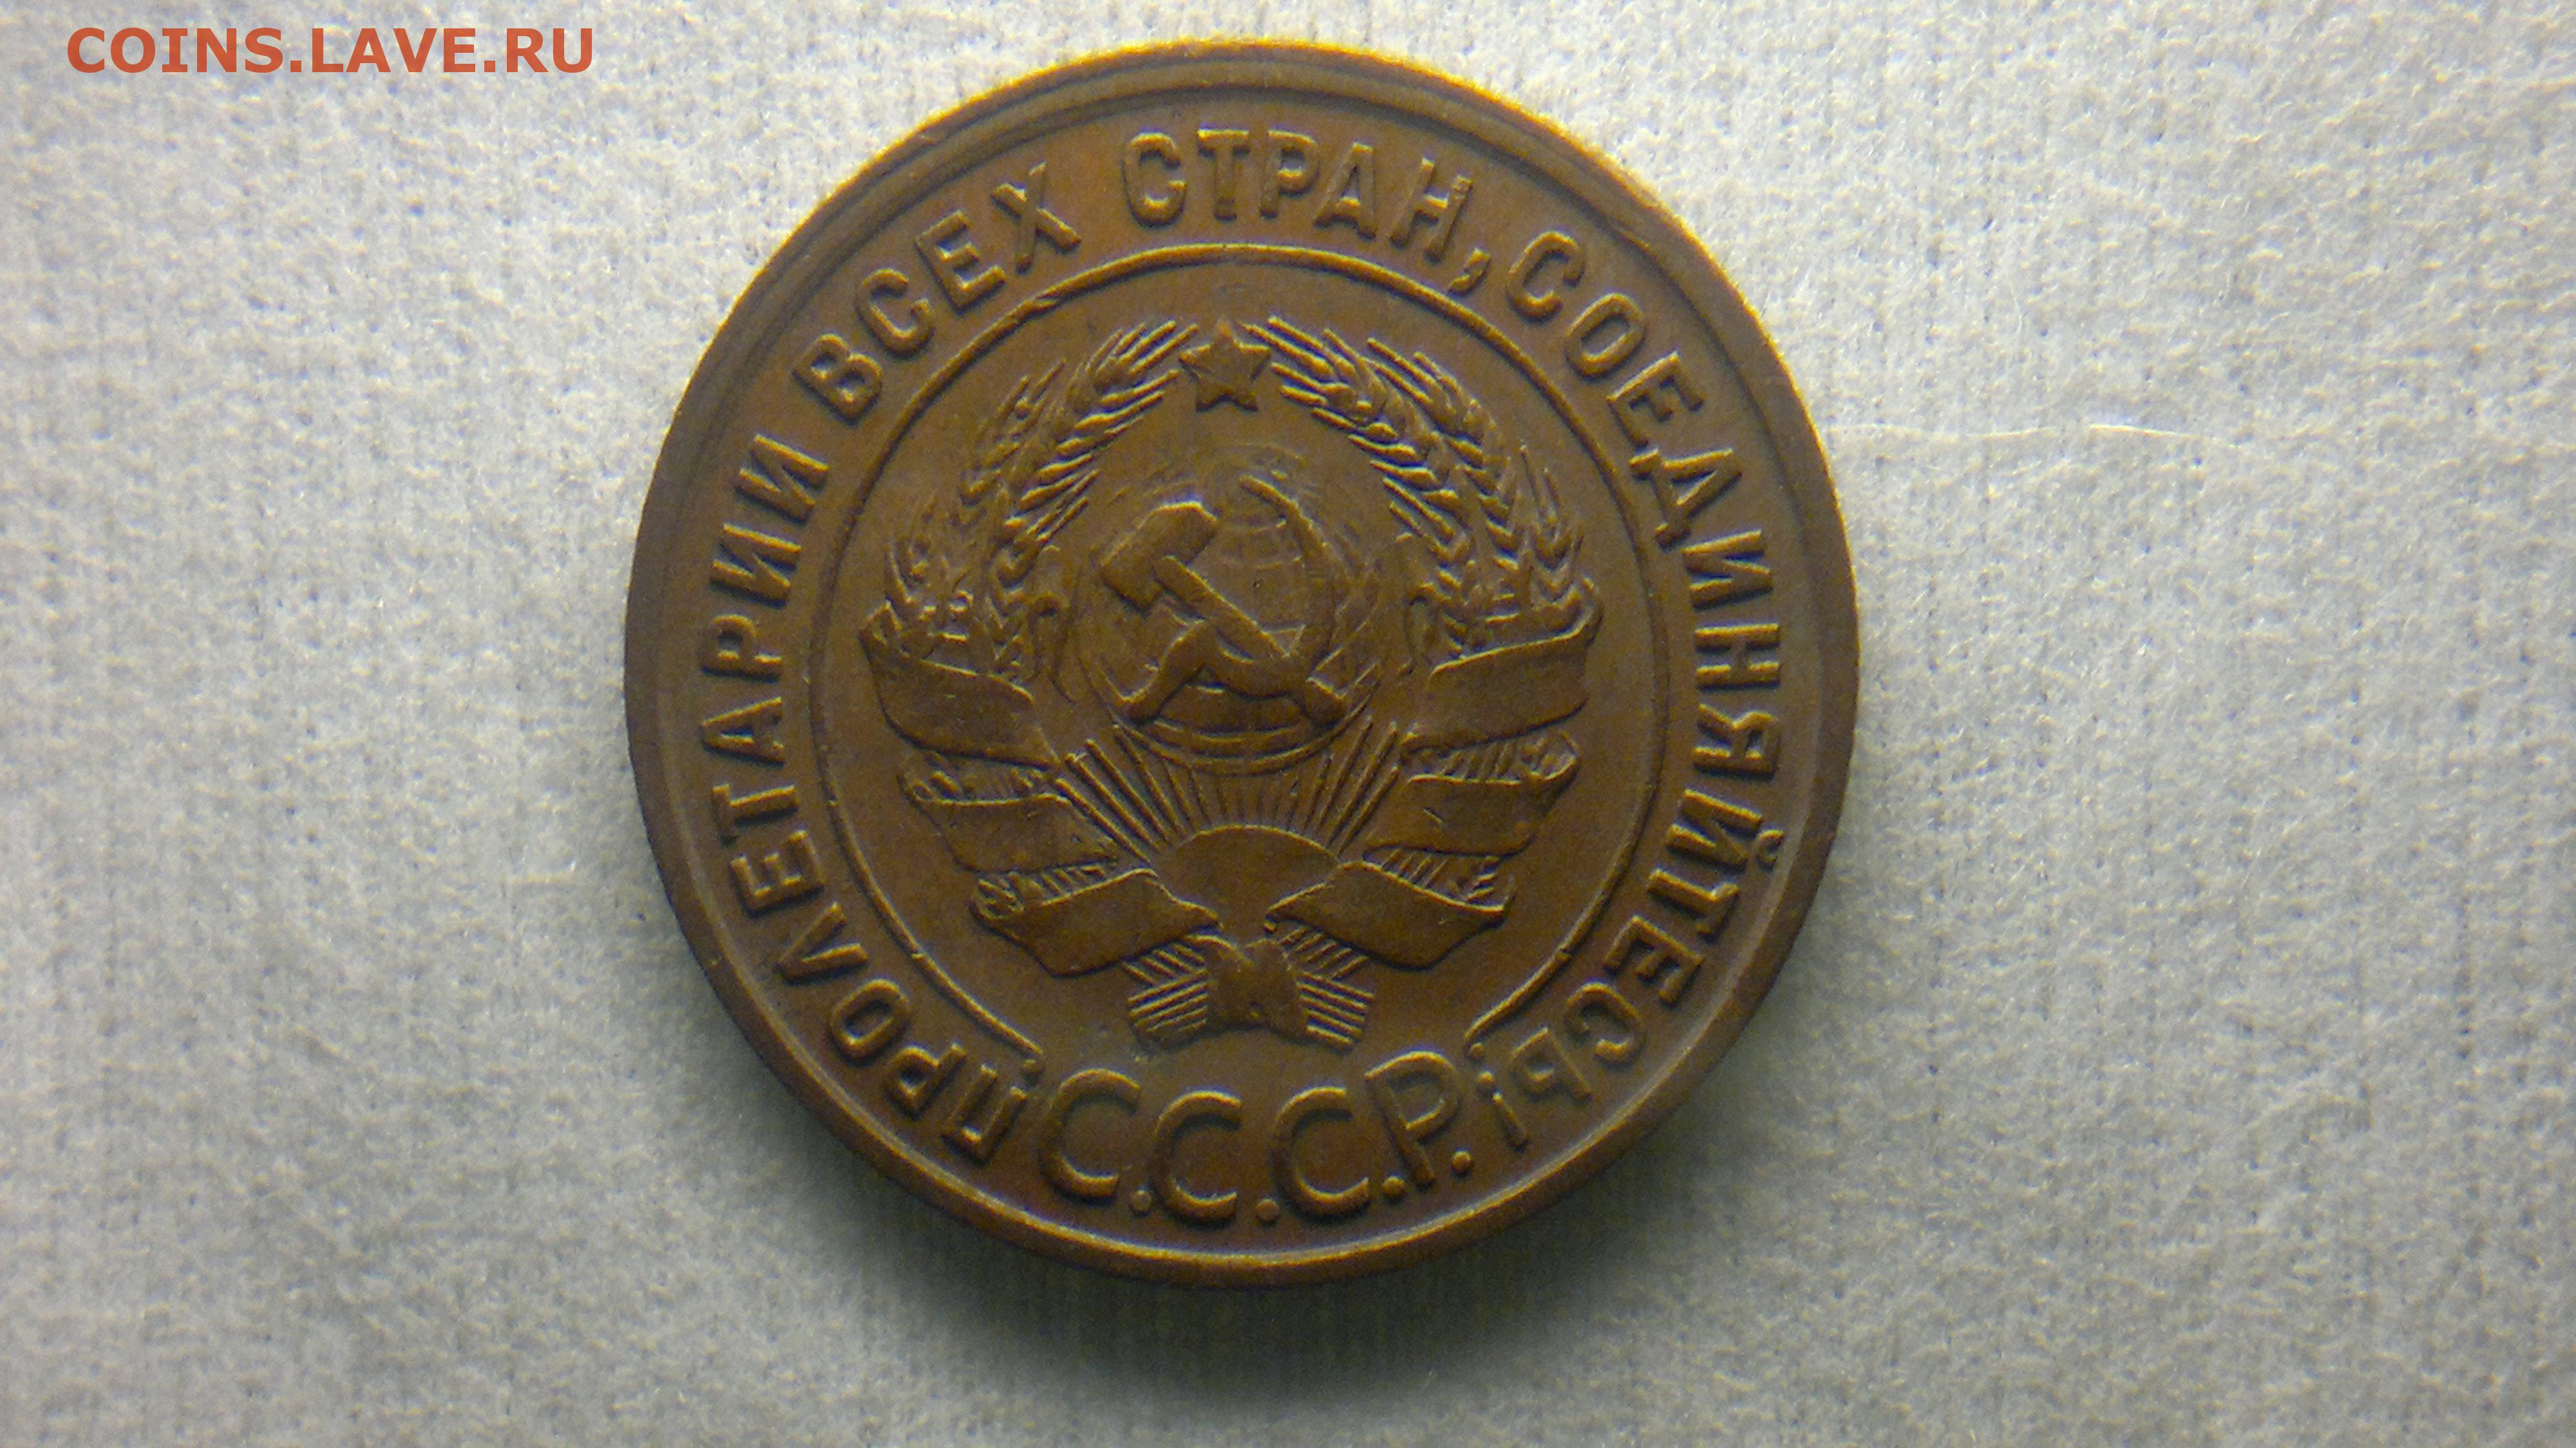 COINS.LAVE.RU
ПРОЛЕТАРИИ ВСЕХ СТРАН, СОЕДИНЯЙТЕСЬ!
С.С.С.Р.